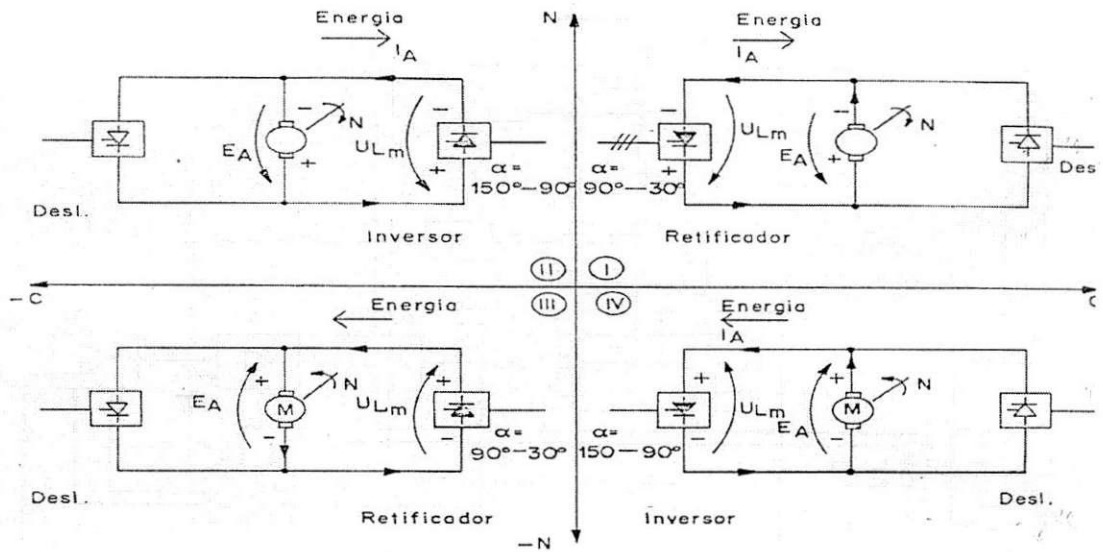 N
Energia
I_A
Energia
I_A
-
N
E_A
+
U_Lm
-
+
α=
150°-90°
Desl.
Inversor
-
+
α=
90°-30°
U_Lm
E_A
-
+
N
Des
Retificador
II
I
-C
III
IV
Energia
Energia
I_A
E_A
+
M
-
N
U_Lm
+
-
α=
90°-30°
Desl.
Retificador
+
-
α=
150-90°
U_Lm
E_A
+
M
-
N
Desl.
Inversor
-N